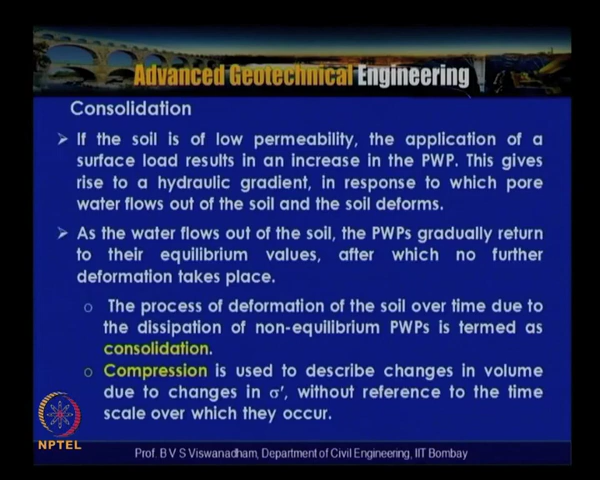 Advanced Geotechnical Engineering
Consolidation
➢ If the soil is of low permeability, the application of a
surface load results in an increase in the PWP. This gives
rise to a hydraulic gradient, in response to which pore
water flows out of the soil and the soil deforms.
➢ As the water flows out of the soil, the PWPs gradually return
to their equilibrium values, after which no further
deformation takes place.
o The process of deformation of the soil over time due to
the dissipation of non-equilibrium PWPs is termed as
consolidation.
o Compression is used to describe changes in volume
due to changes in σ′, without reference to the time
scale over which they occur.
NPTEL
Prof. B V S Viswanadham, Department of Civil Engineering, IIT Bombay